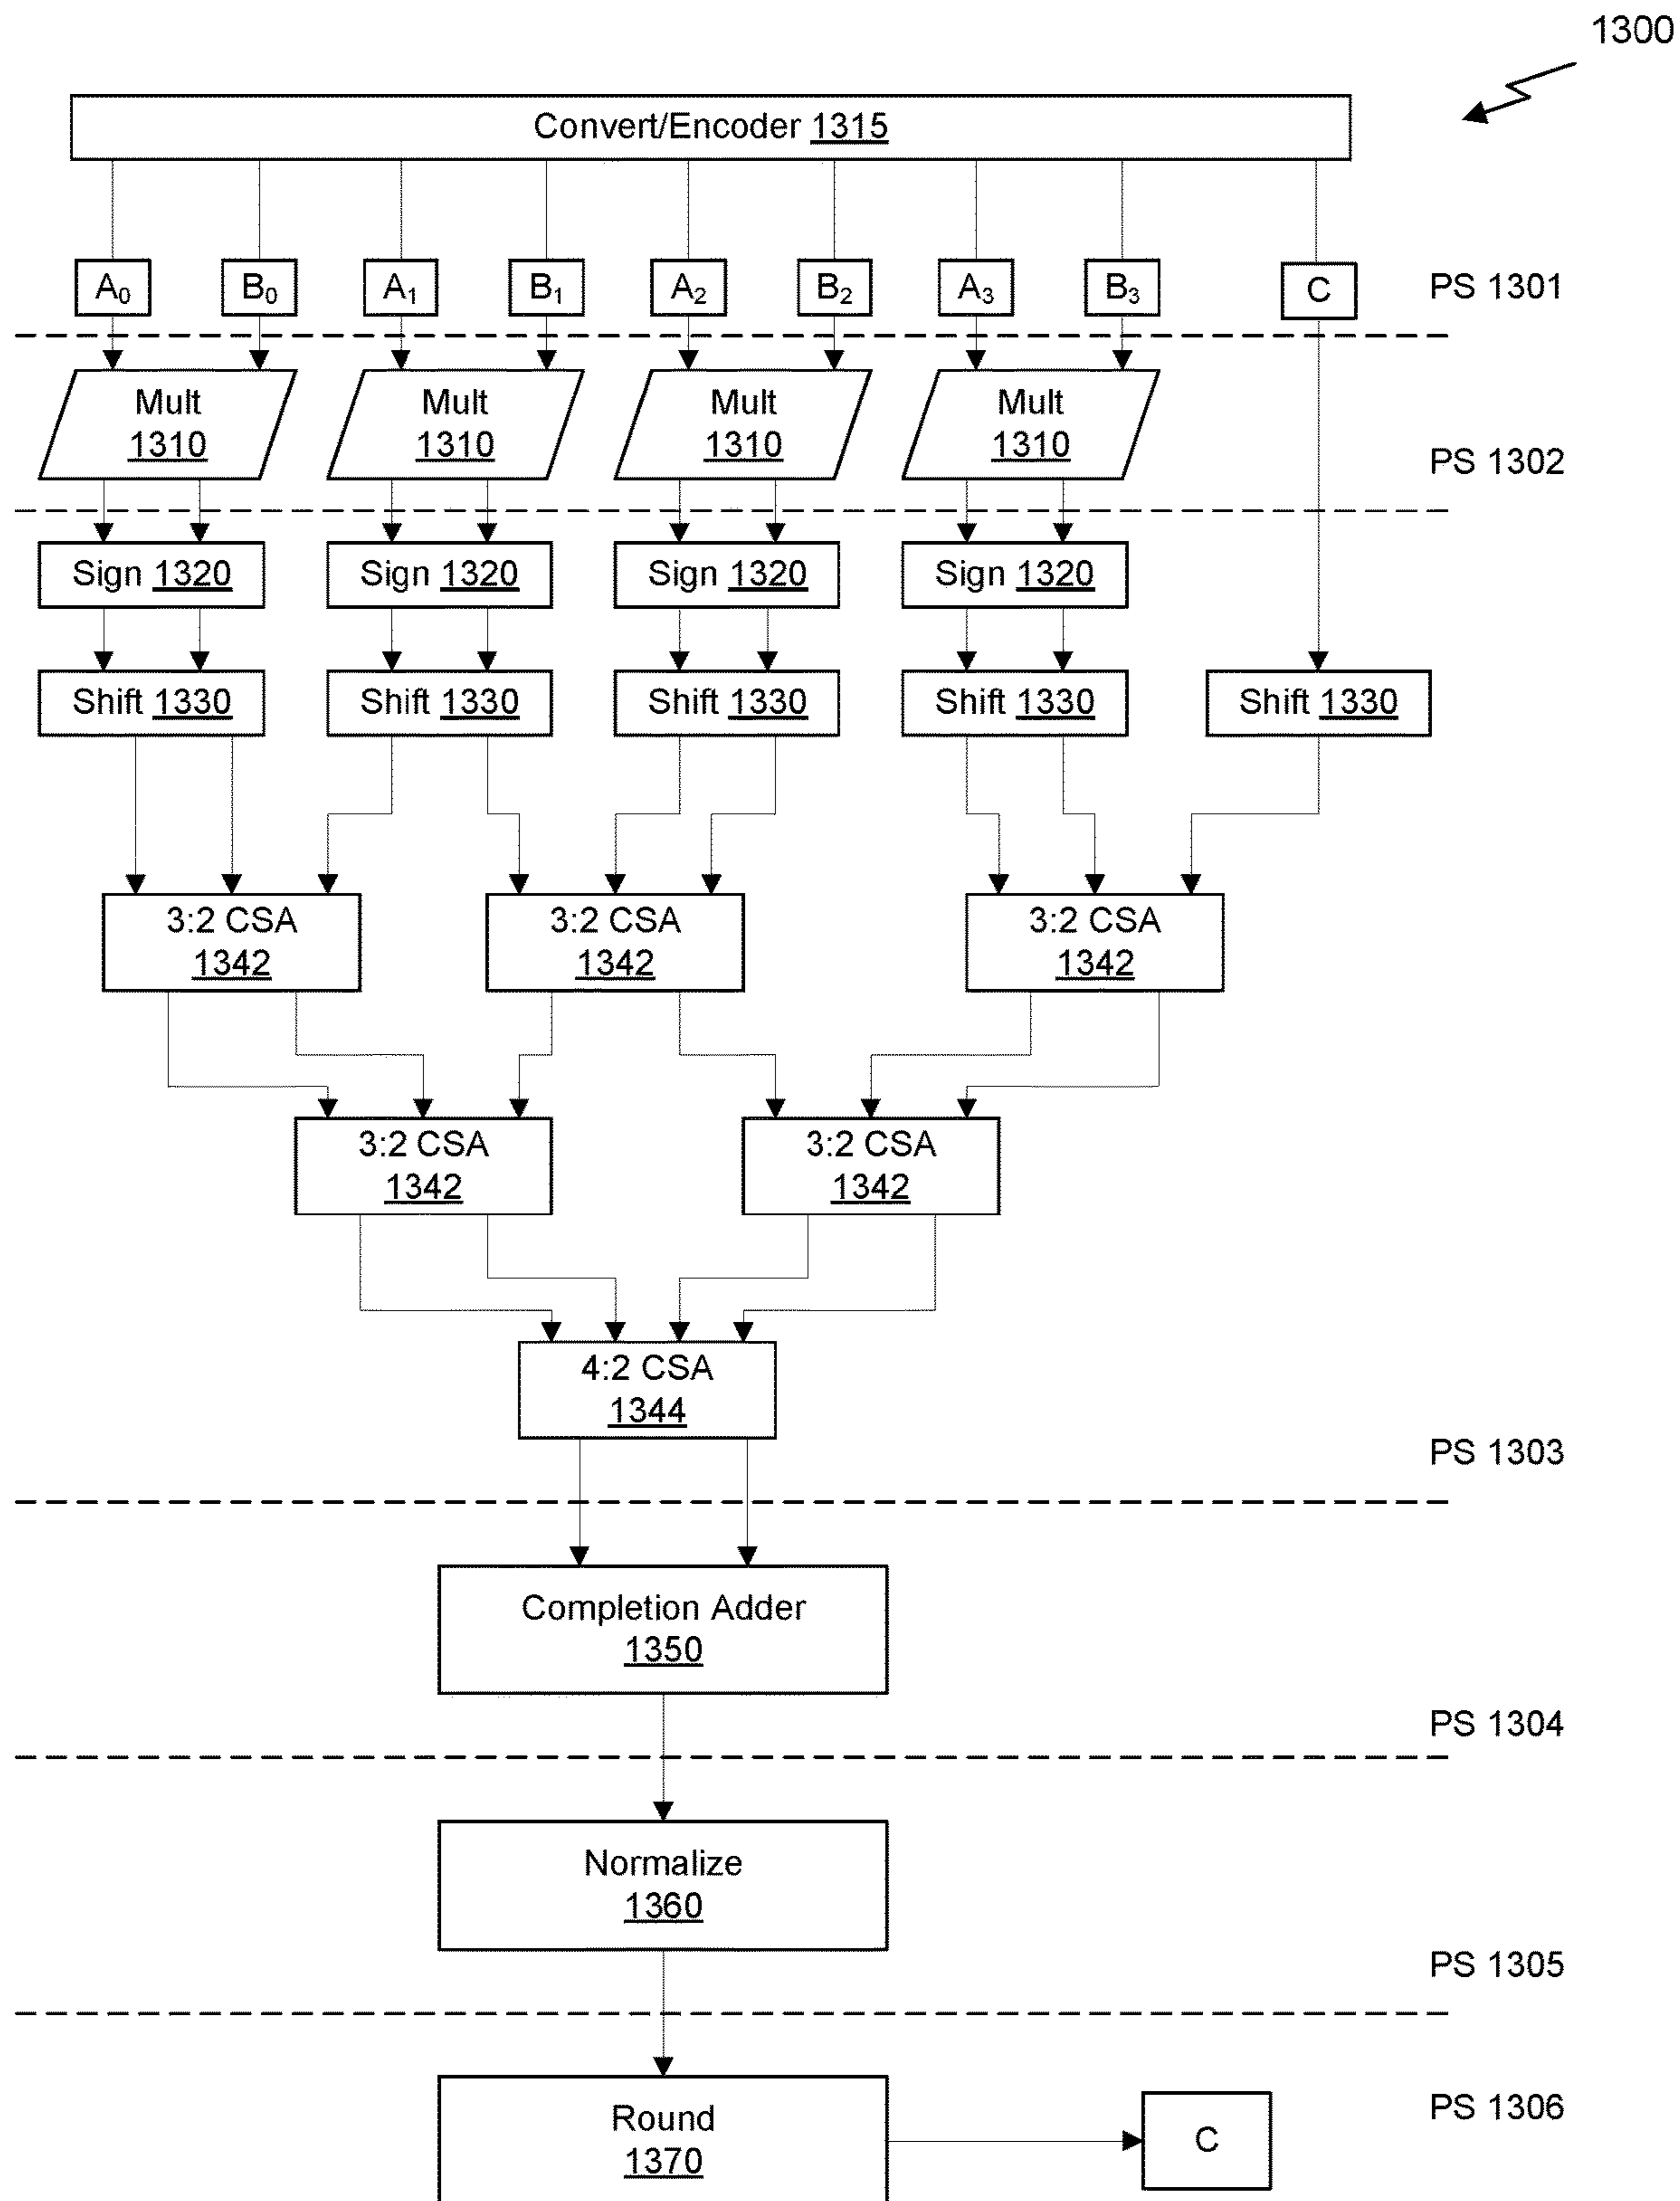 1300
Convert/Encoder 1315
A₀ B₀ A₁ B₁ A₂ B₂ A₃ B₃ C PS 1301
Mult Mult Mult Mult
1310 1310 1310 1310
PS 1302
Sign 1320 Sign 1320 Sign 1320 Sign 1320
Shift 1330 Shift 1330 Shift 1330 Shift 1330 Shift 1330
3:2 CSA 3:2 CSA 3:2 CSA
1342 1342 1342
3:2 CSA 3:2 CSA
1342 1342
4:2 CSA
1344
PS 1303
Completion Adder
1350
PS 1304
Normalize
1360
PS 1305
PS 1306
Round
C
1370